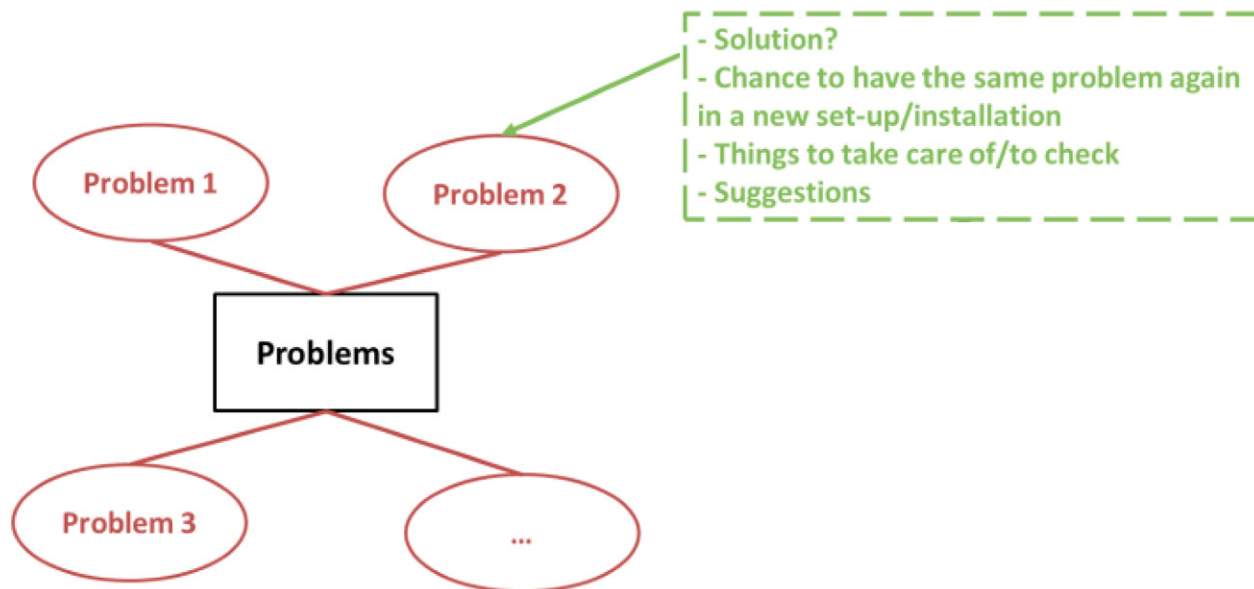 - Solution?
- Chance to have the same problem again
in a new set-up/installation
- Things to take care of/to check
- Suggestions
Problem 1
Problem 2
Problems
Problem 3
...